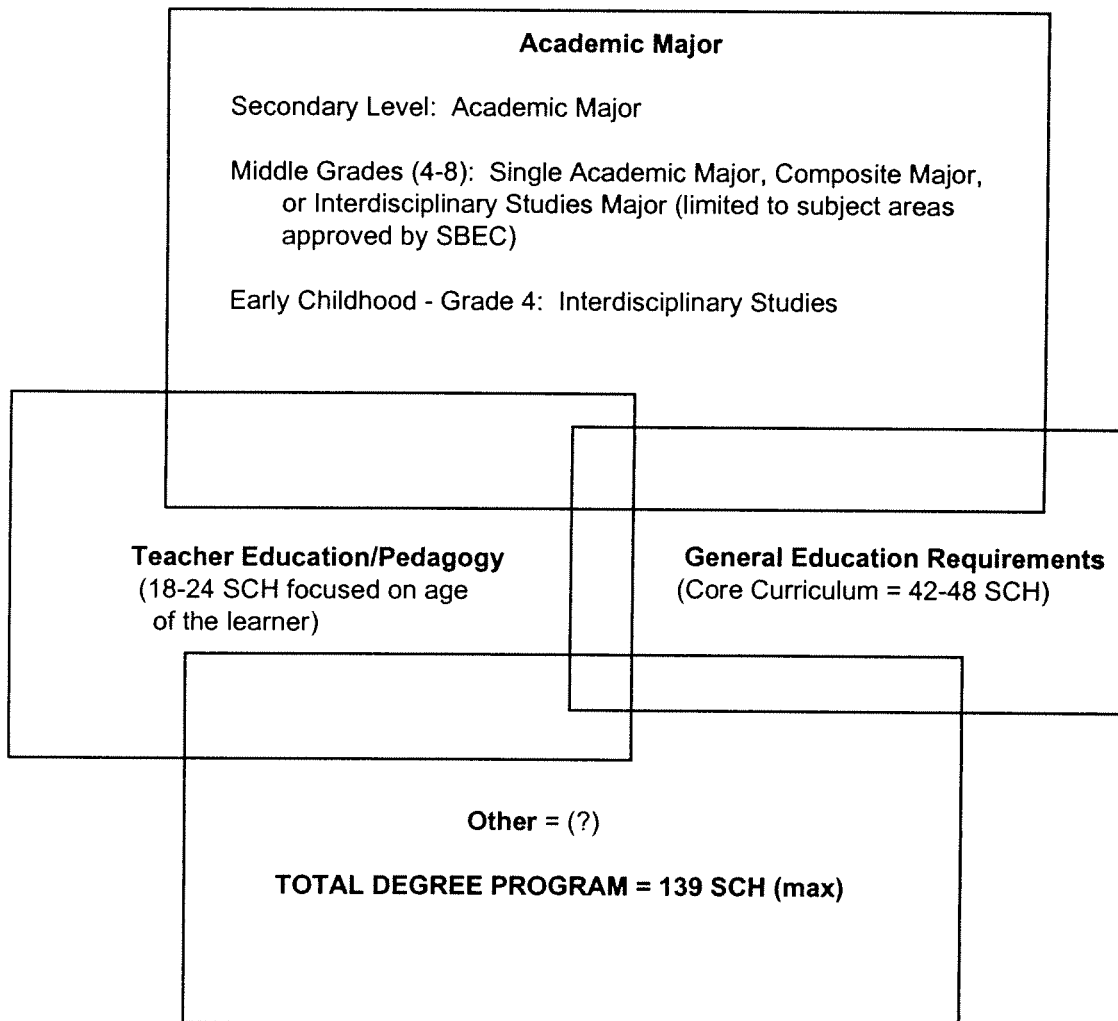 Academic Major
Secondary Level: Academic Major
Middle Grades (4-8): Single Academic Major, Composite Major,
or Interdisciplinary Studies Major (limited to subject areas
approved by SBEC)
Early Childhood - Grade 4: Interdisciplinary Studies
Teacher Education/Pedagogy
(18-24 SCH focused on age
of the learner)
General Education Requirements
(Core Curriculum = 42-48 SCH)
Other = (?)
TOTAL DEGREE PROGRAM = 139 SCH (max)